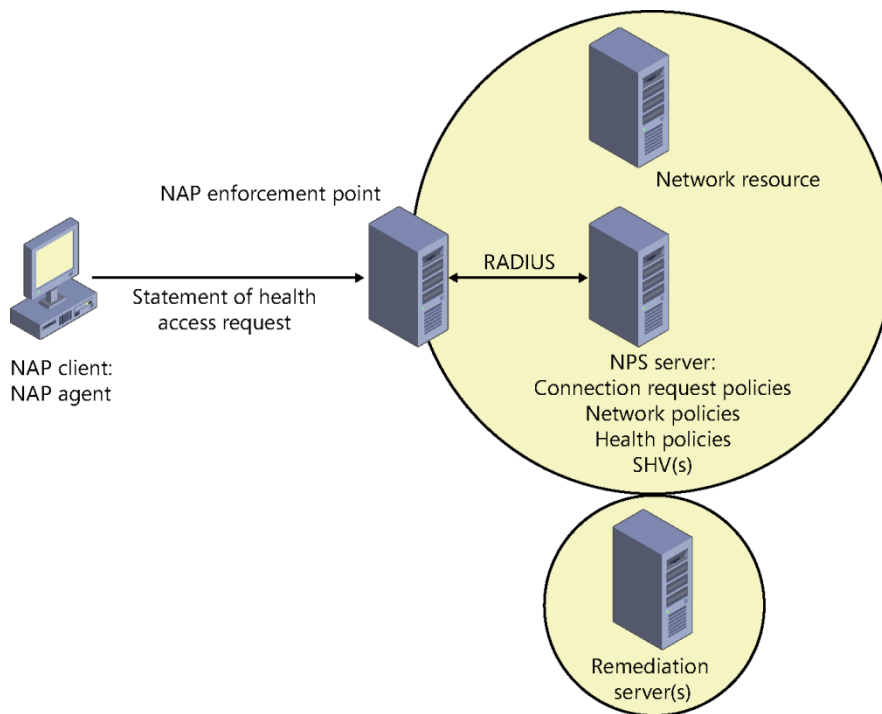 Network resource
NAP enforcement point
RADIUS
Statement of health
access request
NAP client:
NAP agent
NPS server:
Connection request policies
Network policies
Health policies
SHV(s)
Remediation
server(s)